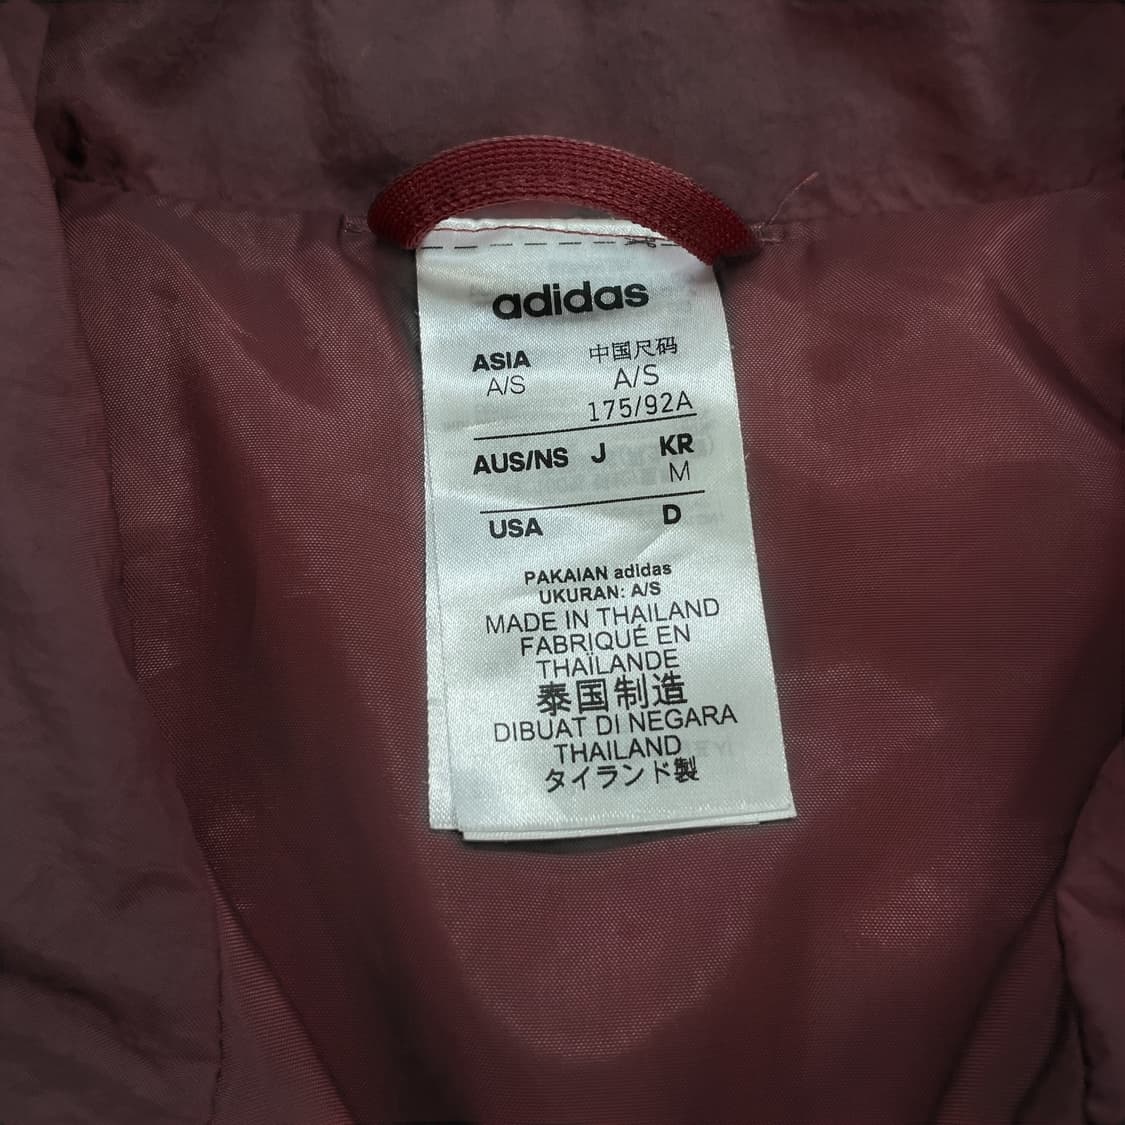 adidas
ASIA 中国尺码
A/S A/S
175/92A
AUS/NS J KR
M
USA D
PAKAIAN adidas
UKURAN: A/S
MADE IN THAILAND
FABRIQUÉ EN
THAÏLANDE
泰国制造
DIBUAT DI NEGARA
THAILAND
タイランド製